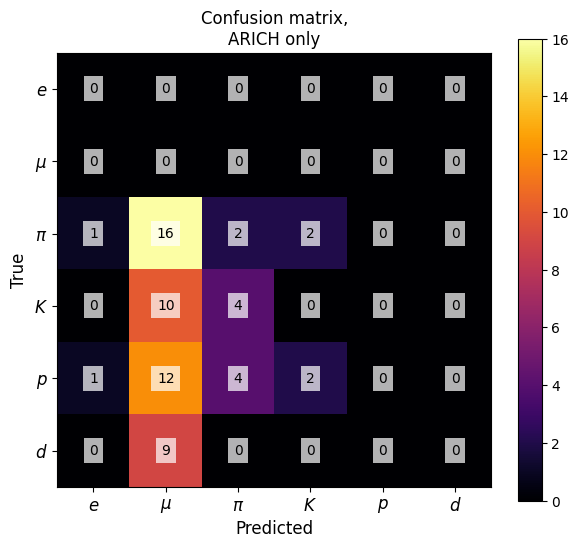 Confusion matrix,
ARICH only
True
e 0 0 0 0 0 0
μ 0 0 0 0 0 0
π 1 16 2 2 0 0
K 0 10 4 0 0 0
p 1 12 4 2 0 0
d 0 9 0 0 0 0
e μ π K p d
Predicted
16
14
12
10
8
6
4
2
0